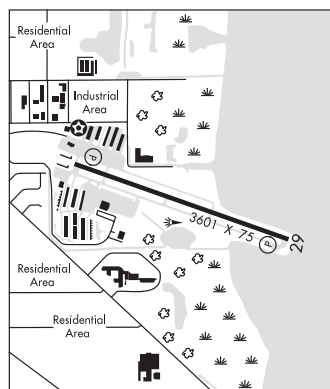 Residential
Area
Industrial
Area
P
3601 X 75
P
29
Residential
Area
Residential
Area